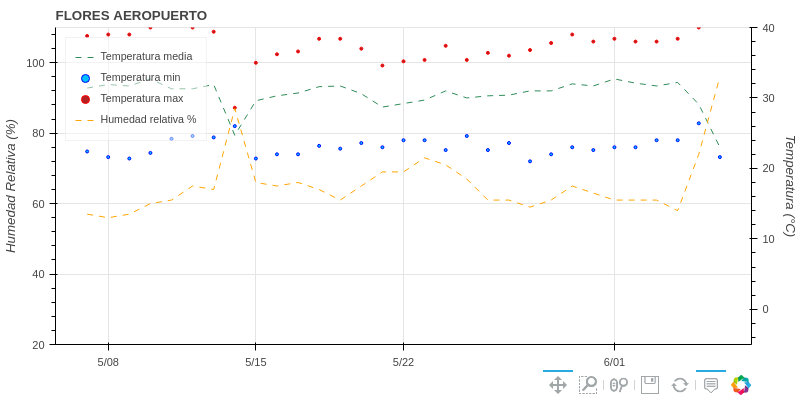 FLORES AEROPUERTO
Temperatura media
Temperatura min
Temperatura max
Humedad relativa %
Humedad Relativa (%)
100
80
60
40
20
Temperatura (°C)
40
30
20
10
0
5/08
5/15
5/22
6/01